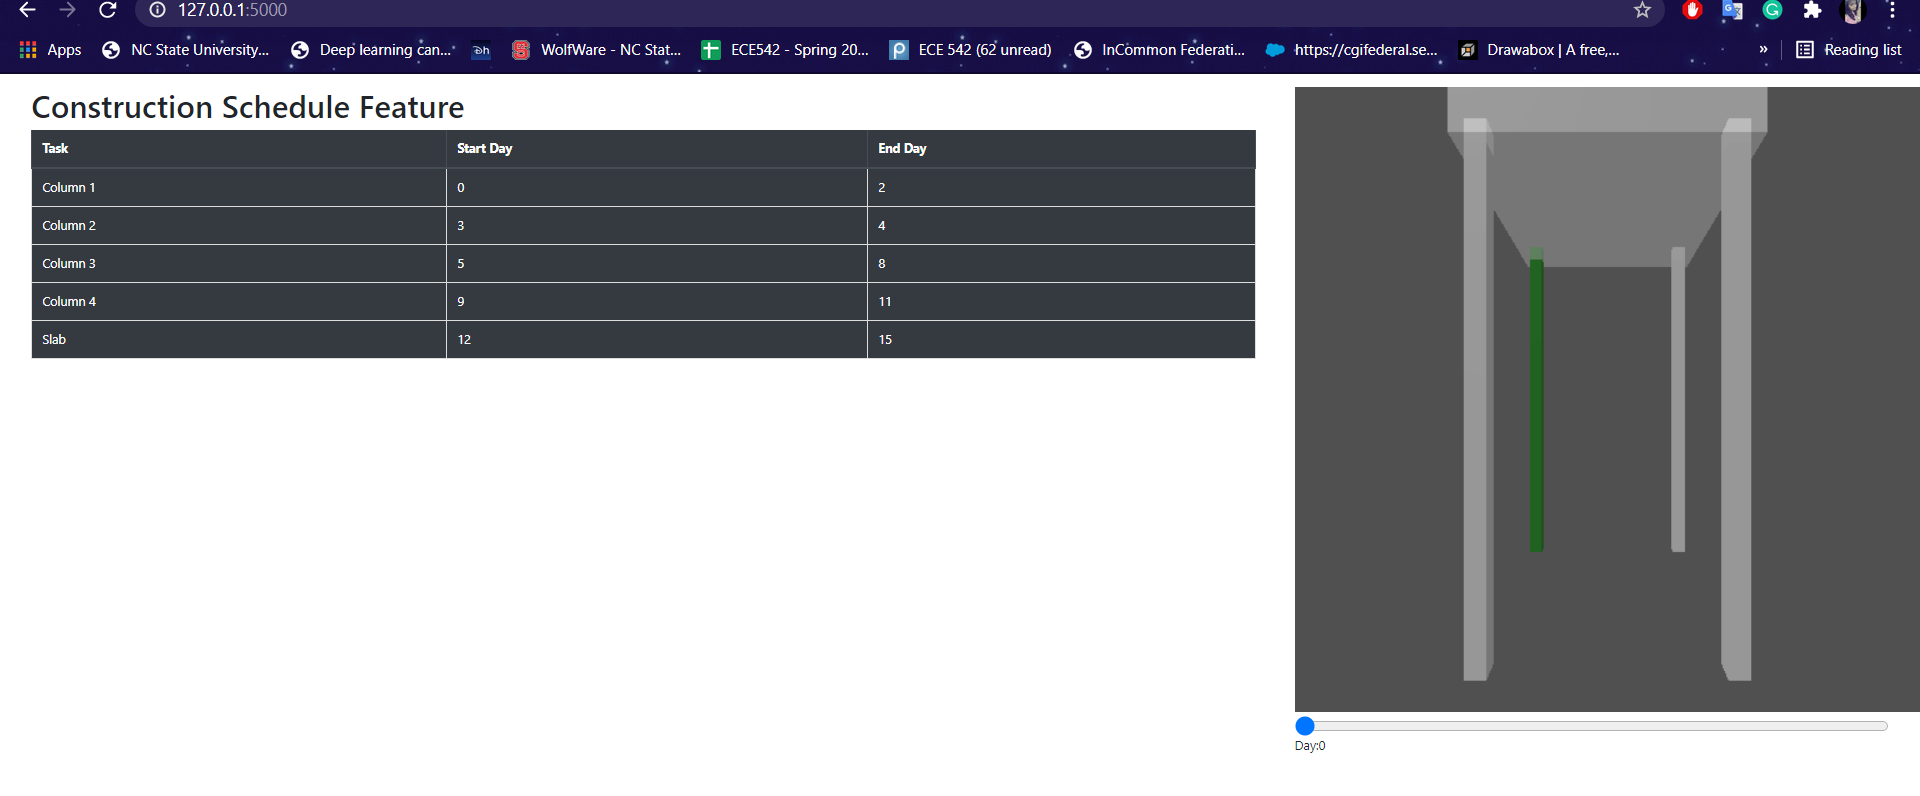 127.0.0.1:5000
Apps NC State University... Deep learning can... Dh WolfWare - NC Stat... ECE542 - Spring 20... ECE 542 (62 unread) InCommon Federati... https://cgifederal.se... Drawabox | A free,... » Reading list
Construction Schedule Feature
Task Start Day End Day
Column 1 0 2
Column 2 3 4
Column 3 5 8
Column 4 9 11
Slab 12 15
Day:0